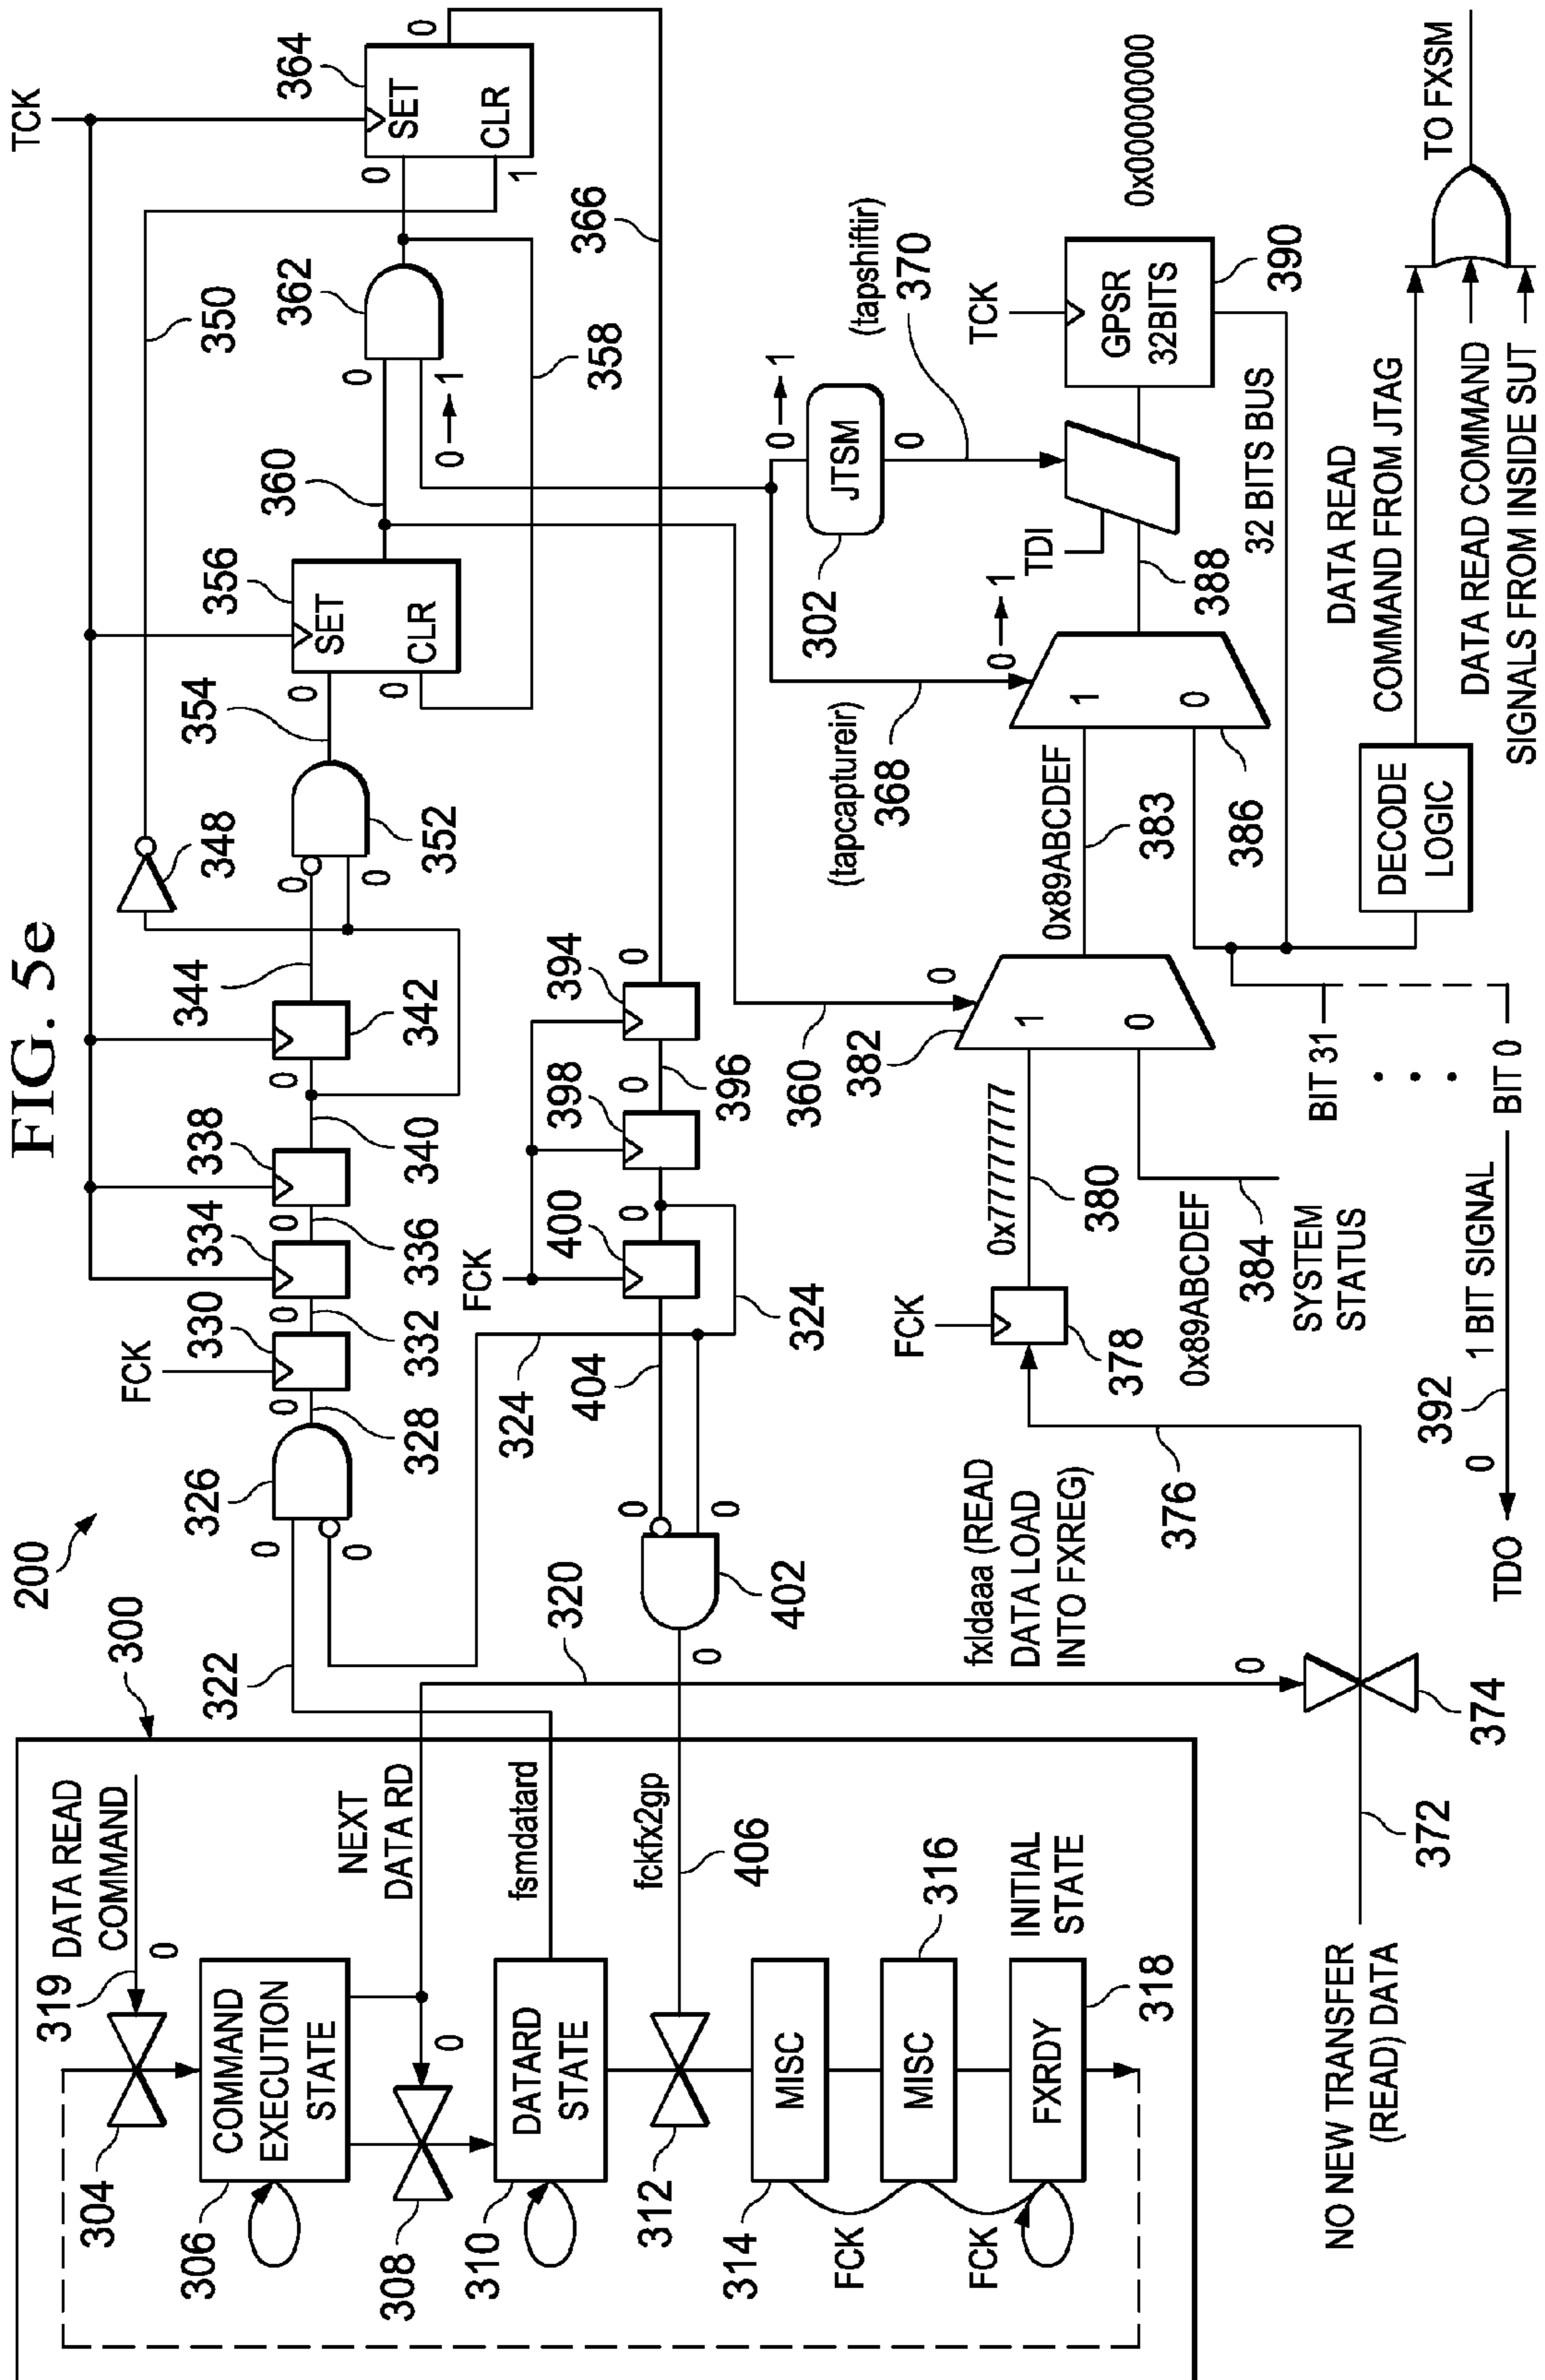 FIG. 5e
200
300
319
DATA READ
COMMAND
0
304
COMMAND
EXECUTION
STATE
306
NEXT
DATA RD
0
308
DATARD
STATE
310
fsmdatard
fckfx2gp
406
312
MISC
314
MISC
316
FCK
FCK
INITIAL
STATE
FXRDY
318
322
320
0
0
326
0
328
FCK
330
332
0
334
336
0
338
340
0
342
344
348
350
0
0
352
354
0
0
356
SET
CLR
358
360
0
0 → 1
362
TCK
0
1
SET
CLR
364
0
366
FCK
324
324
404
400
0
398
0
396
394
0
0
0
402
0
0 → 1
JTSM
302
0
(tapshiftir)
370
(tapcaptureir)
368
0 → 1
TDI
388
TCK
GPSR
32BITS
390
0x00000000
1
0
386
0x89ABCDEF
383
360
0
382
1
0
0x77777777
380
FCK
378
0x89ABCDEF
384
SYSTEM
STATUS
fxldaaa (READ
DATA LOAD
INTO FXREG)
376
0
374
372
NO NEW TRANSFER
(READ) DATA
32 BITS BUS
BIT 31
BIT 0
1 BIT SIGNAL
392
0
TDO
DECODE
LOGIC
DATA READ
COMMAND FROM JTAG
DATA READ COMMAND
SIGNALS FROM INSIDE SUT
TO FXSM